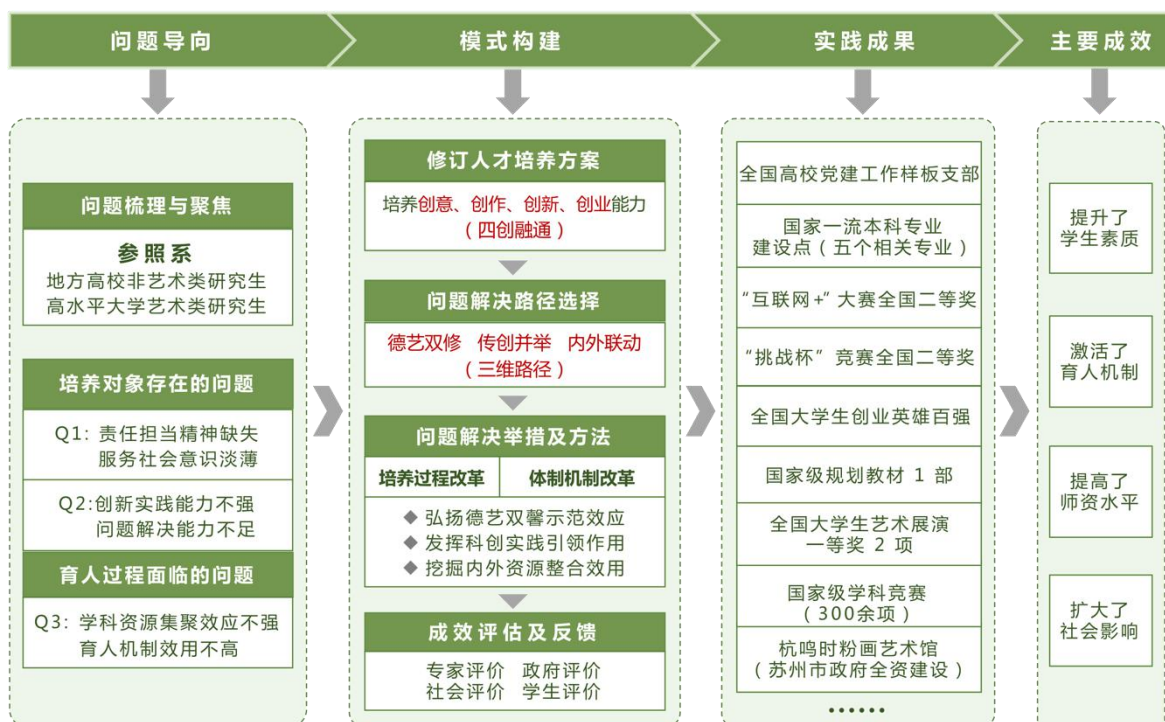 问题导向
模式构建
实践成果
主要成效
问题梳理与聚焦
参照系
地方高校非艺术类研究生
高水平大学艺术类研究生
培养对象存在的问题
Q1: 责任担当精神缺失
服务社会意识淡薄
Q2:创新实践能力不强
问题解决能力不足
育人过程面临的问题
Q3: 学科资源集聚效应不强
育人机制效用不高
修订人才培养方案
培养创意、创作、创新、创业能力
(四创融通)
问题解决路径选择
德艺双修 传创并举 内外联动
(三维路径)
问题解决举措及方法
培养过程改革 体制机制改革
◆ 弘扬德艺双馨示范效应
◆ 发挥科创实践引领作用
◆ 挖掘内外资源整合效用
成效评估及反馈
专家评价 政府评价
社会评价 学生评价
全国高校党建工作样板支部
国家一流本科专业
建设点(五个相关专业)
“互联网+”大赛全国二等奖
“挑战杯”竞赛全国二等奖
全国大学生创业英雄百强
国家级规划教材 1 部
全国大学生艺术展演
一等奖 2 项
国家级学科竞赛
(300余项)
杭鸣时粉画艺术馆
(苏州市政府全资建设)
……
提升了
学生素质
激活了
育人机制
提高了
师资水平
扩大了
社会影响